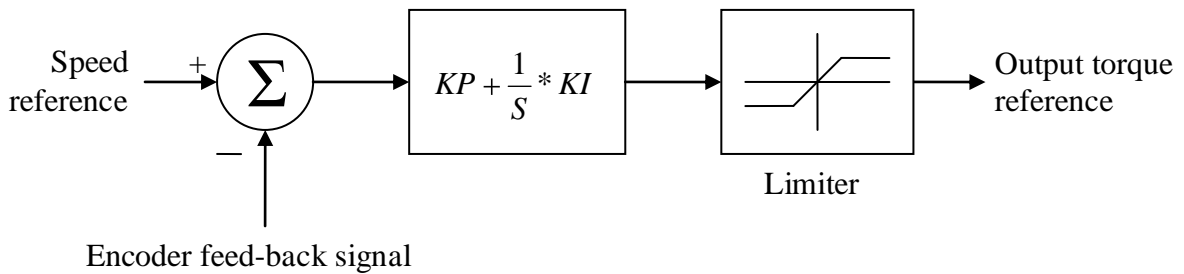 Speed
reference
+
Σ
—
KP + 1/S * KI
Limiter
Output torque
reference
Encoder feed-back signal